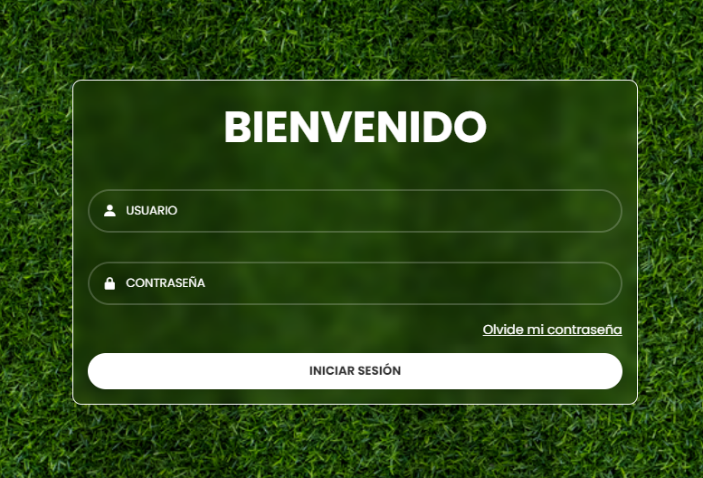 BIENVENIDO
USUARIO
CONTRASEÑA
Olvide mi contraseña
INICIAR SESIÓN